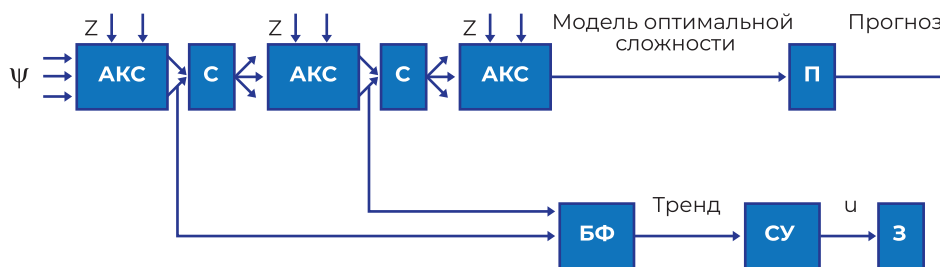 Z
Z
Z
Модель оптимальной
сложности
Прогноз
ψ
АКС
С
АКС
С
АКС
П
Тренд
u
БФ
СУ
З